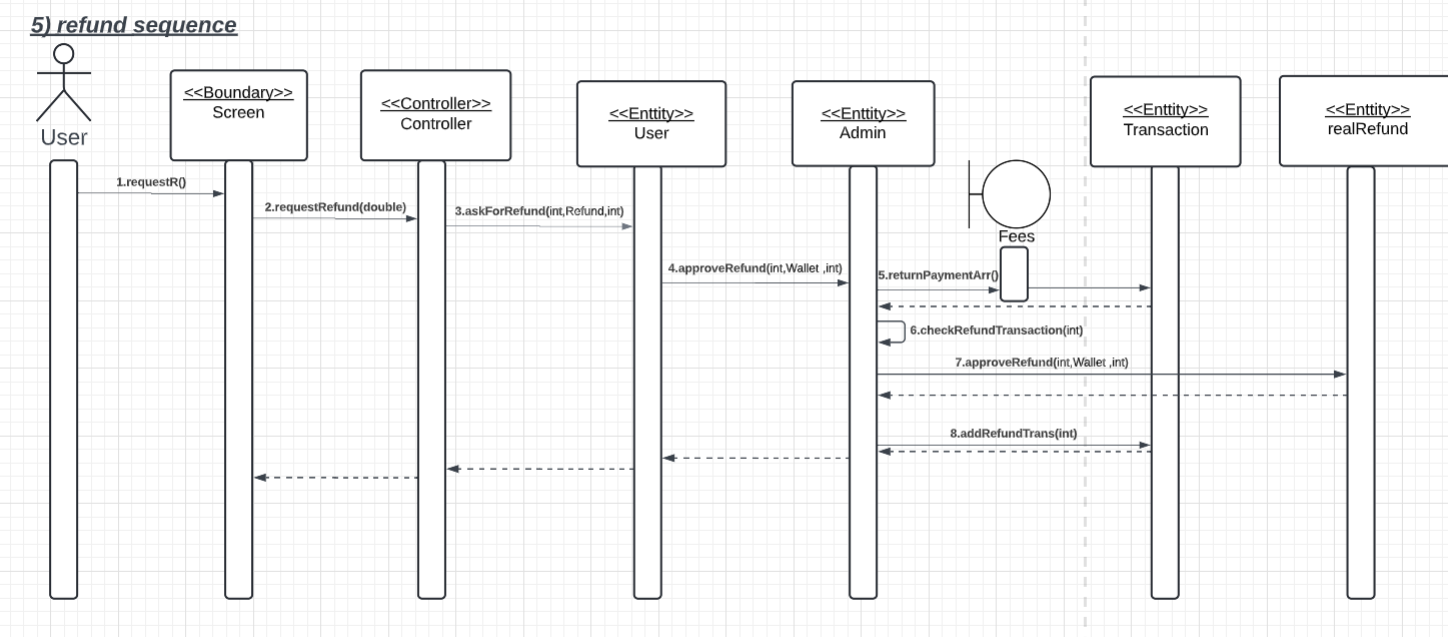 5) refund sequence
User
<<Boundary>>
Screen
<<Controller>>
Controller
<<Enttity>>
User
<<Enttity>>
Admin
<<Enttity>>
Transaction
<<Enttity>>
realRefund
Fees
1.requestR()
2.requestRefund(double)
3.askForRefund(int,Refund,int)
4.approveRefund(int,Wallet ,int)
5.returnPaymentArr()
6.checkRefundTransaction(int)
7.approveRefund(int,Wallet ,int)
8.addRefundTrans(int)